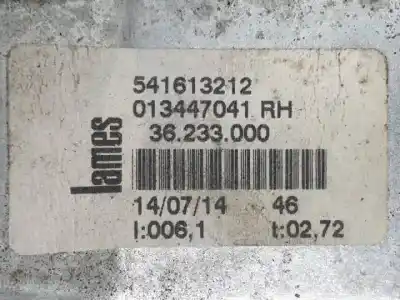 541613212
013447041 RH
36.233.000
lames
14/07/14 46
I:006,1 t:02,72